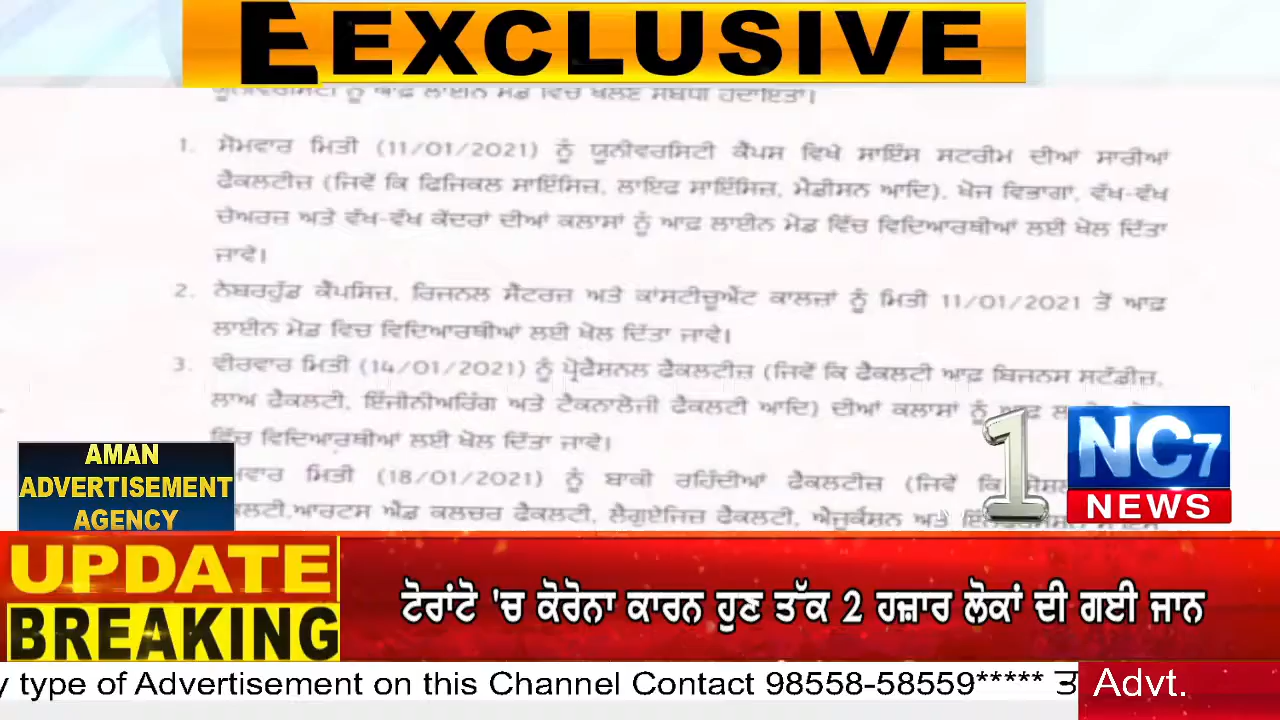 EXCLUSIVE
ਯੂਨੀਵਰਸਿਟੀ ਨੂੰ ਆਫ਼ ਲਾਈਨ ਮੋਡ ਵਿਚ ਖੋਲਣ ਸਬੰਧੀ ਹਦਾਇਤਾਂ।
1. ਸੋਮਵਾਰ ਮਿਤੀ (11/01/2021) ਨੂੰ ਯੂਨੀਵਰਸਿਟੀ ਕੈਂਪਸ ਵਿਖੇ ਸਾਇੰਸ ਸਟਰੀਮ ਦੀਆਂ ਸਾਰੀਆਂ
ਫੈਕਲਟੀਜ਼ (ਜਿਵੇਂ ਕਿ ਫਿਜਿਕਲ ਸਾਇੰਸਿਜ਼, ਲਾਇਫ ਸਾਇੰਸਿਜ਼, ਮੈਡੀਸਨ ਆਦਿ), ਖੋਜ ਵਿਭਾਗਾਂ, ਵੱਖ-ਵੱਖ
ਚੇਅਰਜ਼ ਅਤੇ ਵੱਖ-ਵੱਖ ਕੇਂਦਰਾਂ ਦੀਆਂ ਕਲਾਸਾਂ ਨੂੰ ਆਫ਼ ਲਾਈਨ ਮੋਡ ਵਿੱਚ ਵਿਦਿਆਰਥੀਆਂ ਲਈ ਖੋਲ ਦਿੱਤਾ
ਜਾਵੇ।
2. ਨੇਬਰਹੁੱਡ ਕੈਂਪਸਿਜ਼, ਰਿਜਨਲ ਸੈਂਟਰਜ਼ ਅਤੇ ਕਾਂਸਟੀਚੂਐਂਟ ਕਾਲਜਾਂ ਨੂੰ ਮਿਤੀ 11/01/2021 ਤੋਂ ਆਫ਼
ਲਾਈਨ ਮੋਡ ਵਿਚ ਵਿਦਿਆਰਥੀਆਂ ਲਈ ਖੋਲ ਦਿੱਤਾ ਜਾਵੇ।
3. ਵੀਰਵਾਰ ਮਿਤੀ (14/01/2021) ਨੂੰ ਪ੍ਰੋਫੈਸ਼ਨਲ ਫੈਕਲਟੀਜ਼ (ਜਿਵੇਂ ਕਿ ਫੈਕਲਟੀ ਆਫ਼ ਬਿਜਨਸ ਸਟੱਡੀਜ਼,
ਲਾਅ ਫੈਕਲਟੀ, ਇੰਜੀਨੀਅਰਿੰਗ ਅਤੇ ਟੈਕਨਾਲੋਜੀ ਫੈਕਲਟੀ ਆਦਿ) ਦੀਆਂ ਕਲਾਸਾਂ ਨੂੰ ਆਫ਼
ਵਿੱਚ ਵਿਦਿਆਰਥੀਆਂ ਲਈ ਖੋਲ ਦਿੱਤਾ ਜਾਵੇ।
ਮਿਤੀ (18/01/2021) ਨੂੰ ਬਾਕੀ ਰਹਿੰਦੀਆਂ ਫੈਕਲਟੀਜ਼ (ਜਿਵੇਂ ਕਿ
ਆਰਟਸ ਐਂਡ ਕਲਚਰ ਫੈਕਲਟੀ, ਲੈਂਗੂਏਜਿਜ਼ ਫੈਕਲਟੀ, ਐਜੂਕੇਸ਼ਨ ਅਤੇ
1
NC7
NEWS
AMAN
ADVERTISEMENT
AGENCY
UPDATE
BREAKING
ਟੋਰਾਂਟੋ 'ਚ ਕੋਰੋਨਾ ਕਾਰਨ ਹੁਣ ਤੱਕ 2 ਹਜ਼ਾਰ ਲੋਕਾਂ ਦੀ ਗਈ ਜਾਨ
y type of Advertisement on this Channel Contact 98558-58559***** ਤ
Advt.